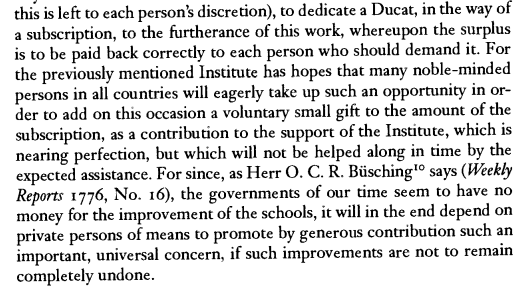 this is left to each person's discretion), to dedicate a Ducat, in the way of
a subscription, to the furtherance of this work, whereupon the surplus
is to be paid back correctly to each person who should demand it. For
the previously mentioned Institute has hopes that many noble-minded
persons in all countries will eagerly take up such an opportunity in or-
der to add on this occasion a voluntary small gift to the amount of the
subscription, as a contribution to the support of the Institute, which is
nearing perfection, but which will not be helped along in time by the
expected assistance. For since, as Herr O. C. R. Büsching¹⁰ says (Weekly
Reports 1776, No. 16), the governments of our time seem to have no
money for the improvement of the schools, it will in the end depend on
private persons of means to promote by generous contribution such an
important, universal concern, if such improvements are not to remain
completely undone.